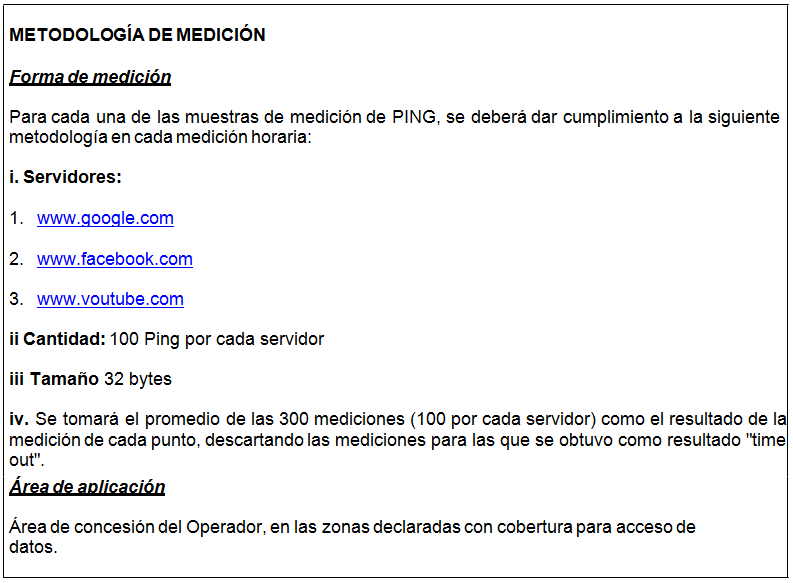 METODOLOGÍA DE MEDICIÓN
Forma de medición
Para cada una de las muestras de medición de PING, se deberá dar cumplimiento a la siguiente
metodología en cada medición horaria:
i. Servidores:
1. www.google.com
2. www.facebook.com
3. www.youtube.com
ii Cantidad: 100 Ping por cada servidor
iii Tamaño 32 bytes
iv. Se tomará el promedio de las 300 mediciones (100 por cada servidor) como el resultado de la
medición de cada punto, descartando las mediciones para las que se obtuvo como resultado "time
out".
Área de aplicación
Área de concesión del Operador, en las zonas declaradas con cobertura para acceso de
datos.